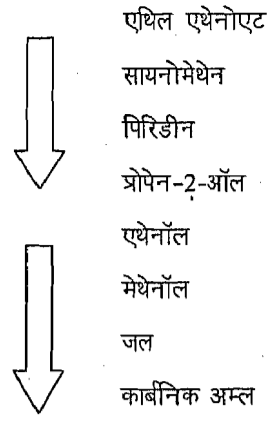 एथिल एथेनोएट
सायनोमेथेन
पिरिडीन
प्रोपेन-2-ऑल
एथेनॉल
मेथेनॉल
जल
कार्बनिक अम्ल